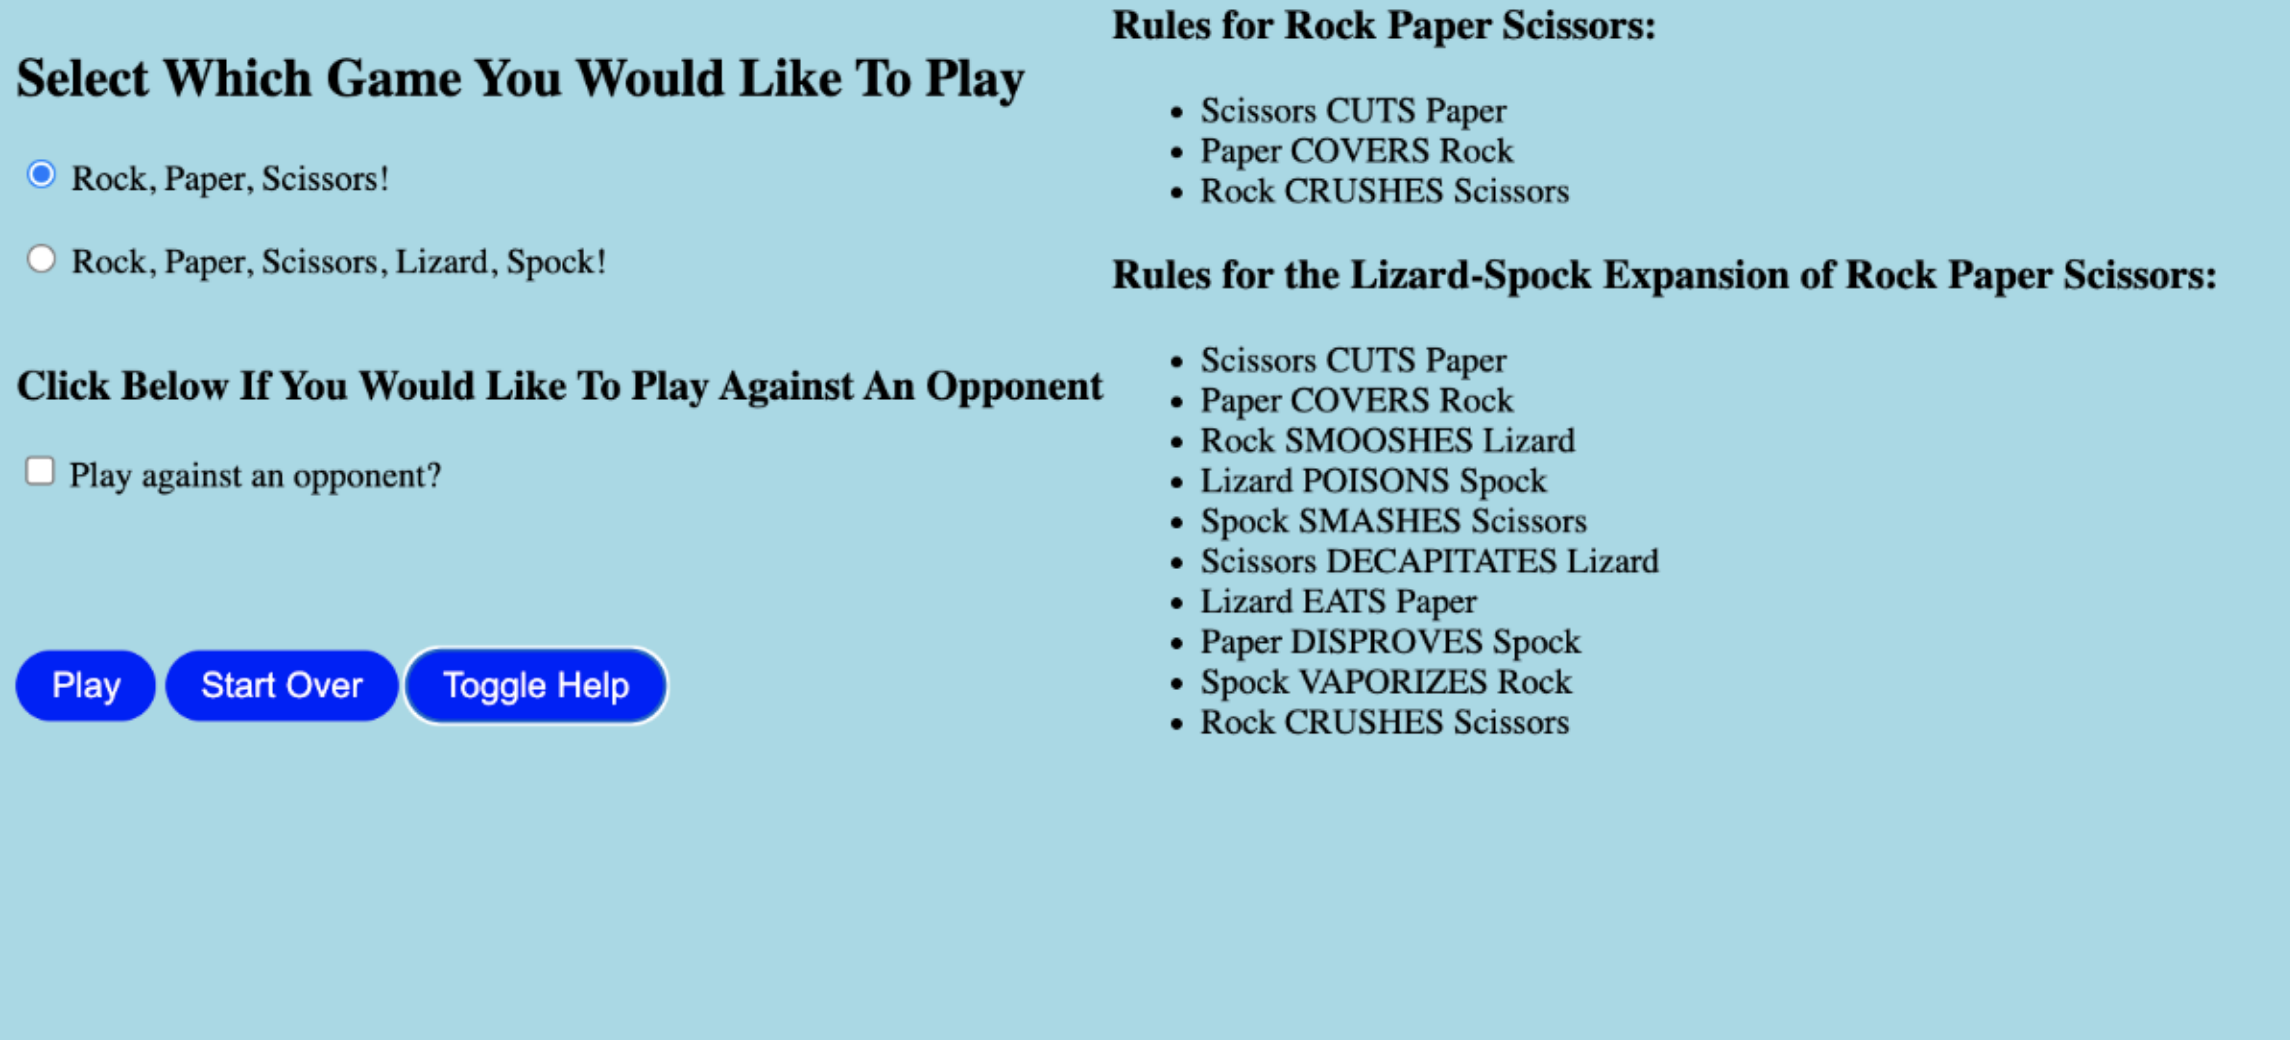 Select Which Game You Would Like To Play
Rock, Paper, Scissors!
Rock, Paper, Scissors, Lizard, Spock!
Click Below If You Would Like To Play Against An Opponent
Play against an opponent?
Play
Start Over
Toggle Help
Rules for Rock Paper Scissors:
Scissors CUTS Paper
Paper COVERS Rock
Rock CRUSHES Scissors
Rules for the Lizard-Spock Expansion of Rock Paper Scissors:
Scissors CUTS Paper
Paper COVERS Rock
Rock SMOOSHES Lizard
Lizard POISONS Spock
Spock SMASHES Scissors
Scissors DECAPITATES Lizard
Lizard EATS Paper
Paper DISPROVES Spock
Spock VAPORIZES Rock
Rock CRUSHES Scissors